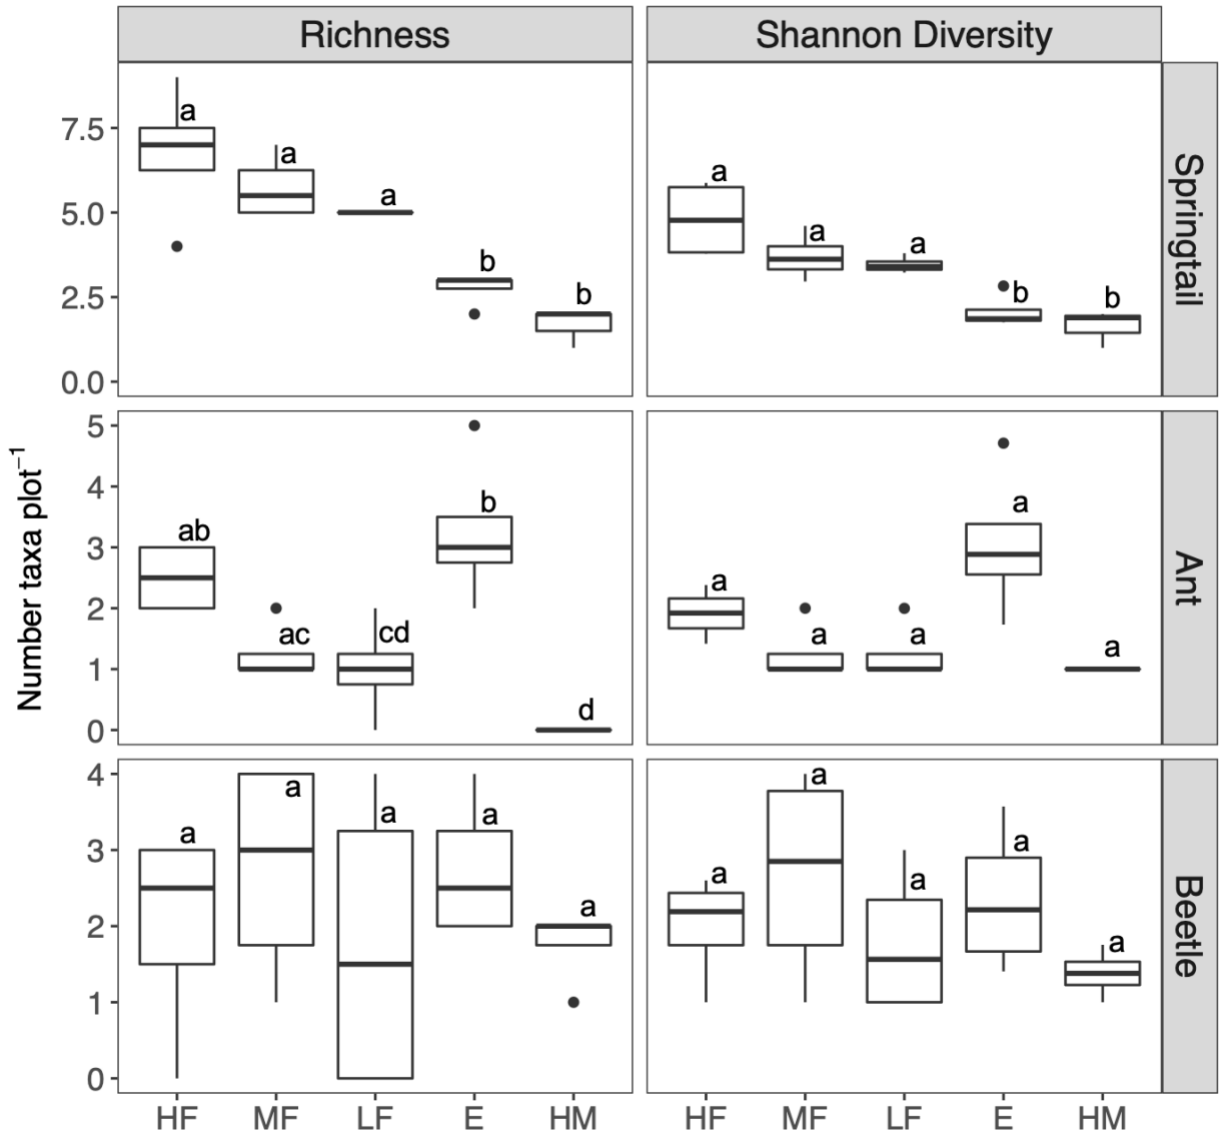 Richness
Shannon Diversity
Number taxa plot⁻¹
7.5
5.0
2.5
0.0
a
a
a
b
b
a
a
a
b
b
Springtail
5
4
3
2
1
0
ab
ac
cd
b
d
a
a
a
a
a
Ant
4
3
2
1
0
a
a
a
a
a
a
a
a
a
a
Beetle
HF MF LF E HM
HF MF LF E HM